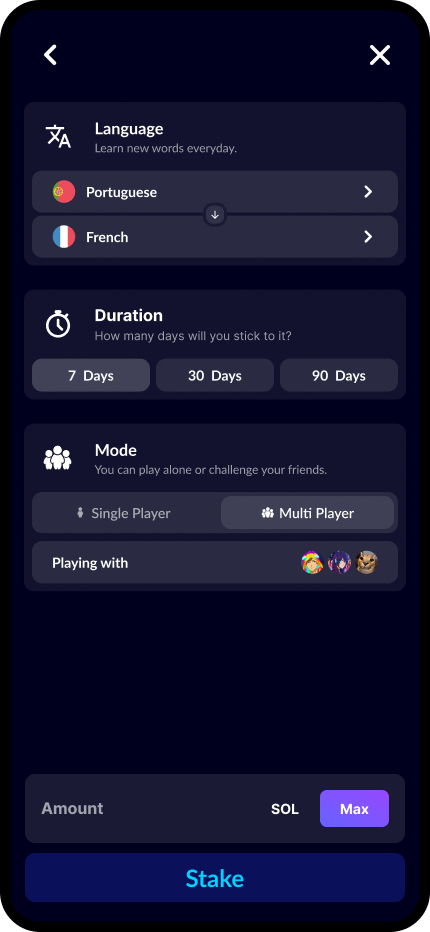 Language
Learn new words everyday.
Portuguese
French
Duration
How many days will you stick to it?
7 Days
30 Days
90 Days
Mode
You can play alone or challenge your friends.
Single Player
Multi Player
Playing with
Amount
SOL
Max
Stake